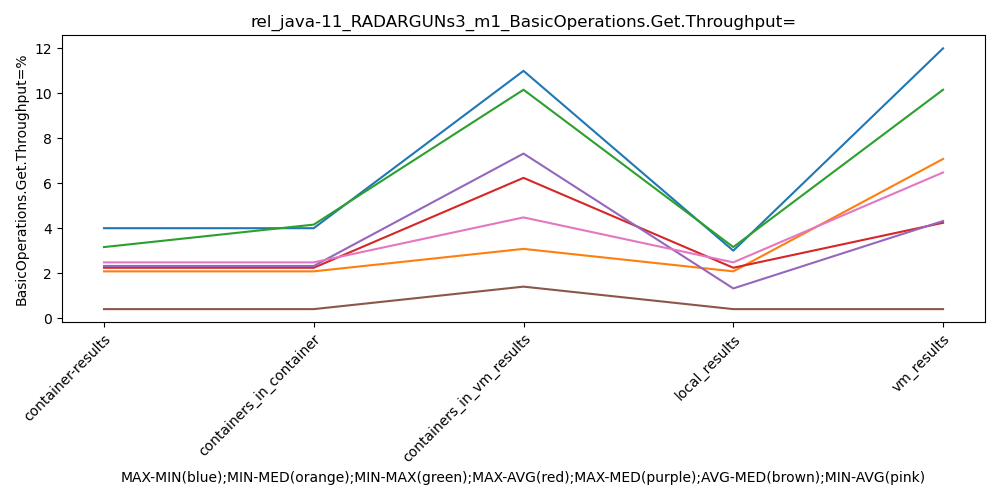 rel_java-11_RADARGUNs3_m1_BasicOperations.Get.Throughput=
BasicOperations.Get.Throughput=%
12
10
8
6
4
2
0
container-results
containers_in_container
containers_in_vm_results
local_results
vm_results
MAX-MIN(blue);MIN-MED(orange);MIN-MAX(green);MAX-AVG(red);MAX-MED(purple);AVG-MED(brown);MIN-AVG(pink)